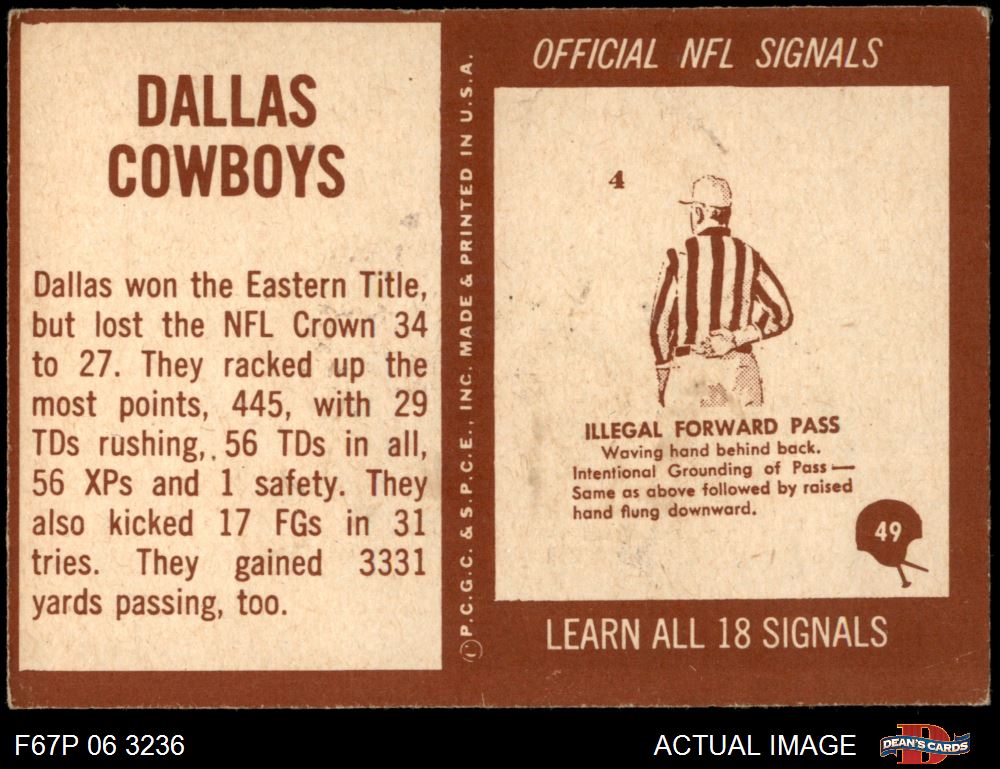 DALLAS
COWBOYS
Dallas won the Eastern Title,
but lost the NFL Crown 34
to 27. They racked up the
most points, 445, with 29
TDs rushing,. 56 TDs in all,
56 XPs and 1 safety. They
also kicked 17 FGs in 31
tries. They gained 3331
yards passing, too.
© P.C.G.C. & S.P.C.E., INC. MADE & PRINTED IN U.S.A.
OFFICIAL NFL SIGNALS
4
ILLEGAL FORWARD PASS
Waving hand behind back.
Intentional Grounding of Pass—
Same as above followed by raised
hand flung downward.
49
LEARN ALL 18 SIGNALS
F67P 06 3236
ACTUAL IMAGE
DEAN'S CARDS